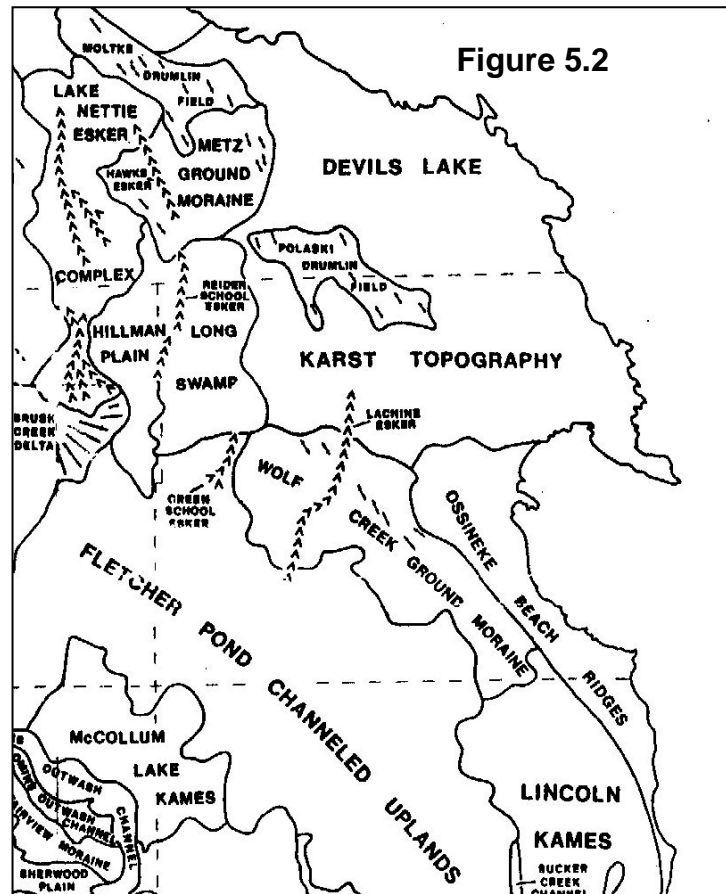 Figure 5.2
MOLTKE
DRUMLIN
FIELD
LAKE
NETTIE
ESKER
COMPLEX
METZ
GROUND
MORAINE
HAWKS
ESKER
DEVILS LAKE
POLASKI
DRUMLIN
FIELD
REIDER
SCHOOL
ESKER
HILLMAN
PLAIN
LONG
SWAMP
KARST TOPOGRAPHY
LACHINE
ESKER
BRUSH
CREEK
DELTA
GREEN
SCHOOL
ESKER
WOLF
CREEK GROUND MORAINE
OSSINEKE
BEACH
RIDGES
FLETCHER POND CHANNELED UPLANDS
McCOLLUM
LAKE
KAMES
OUTWASH
CHANNEL
OUTWASH
CHANNEL
FAIRVIEW MORAINE
SHERWOOD
PLAIN
LINCOLN
KAMES
SUCKER
CREEK
CHANNEL